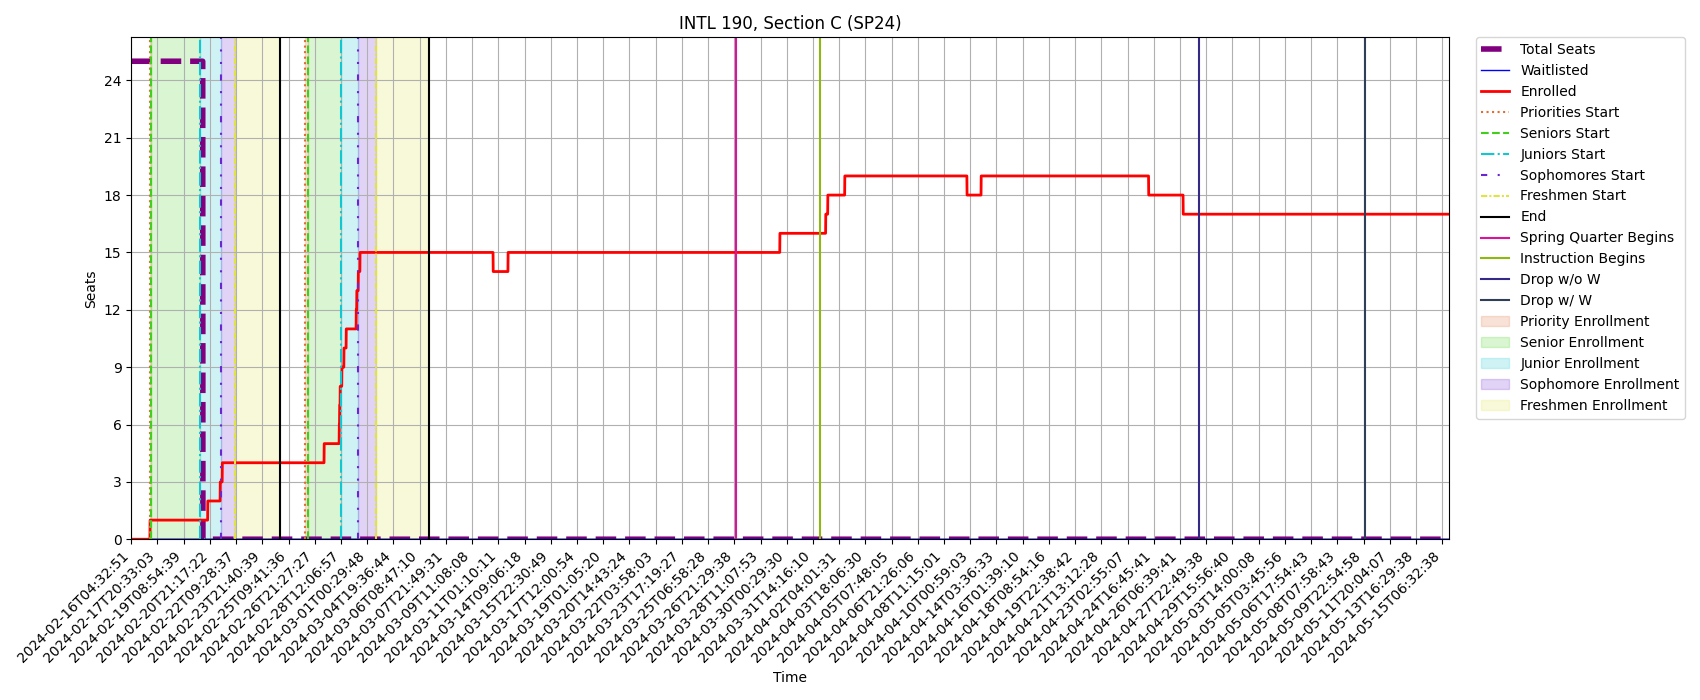 INTL 190, Section C (SP24)
Seats
24
21
18
15
12
9
6
3
0
2024-02-16T04:32:51
2024-02-17T20:33:03
2024-02-19T08:54:39
2024-02-20T21:17:22
2024-02-22T09:28:37
2024-02-23T21:40:39
2024-02-25T09:41:36
2024-02-26T21:27:27
2024-02-28T12:06:57
2024-03-01T00:29:48
2024-03-04T19:36:44
2024-03-06T08:47:10
2024-03-07T21:49:31
2024-03-09T11:08:09
2024-03-11T01:10:11
2024-03-14T09:06:18
2024-03-15T22:30:49
2024-03-17T12:00:54
2024-03-19T01:05:20
2024-03-20T14:43:24
2024-03-22T03:58:03
2024-03-23T17:19:27
2024-03-25T06:58:28
2024-03-26T21:29:38
2024-03-28T11:07:53
2024-03-30T00:29:30
2024-03-31T14:16:10
2024-04-02T04:01:31
2024-04-03T18:06:30
2024-04-05T07:48:05
2024-04-06T21:26:06
2024-04-08T11:15:01
2024-04-10T00:59:03
2024-04-14T03:36:33
2024-04-16T01:39:10
2024-04-18T08:54:16
2024-04-19T22:38:42
2024-04-21T13:12:28
2024-04-23T02:55:07
2024-04-24T16:45:41
2024-04-26T06:39:41
2024-04-27T22:49:38
2024-04-29T15:56:40
2024-05-03T14:00:08
2024-05-05T03:45:56
2024-05-06T17:54:43
2024-05-08T07:58:43
2024-05-09T22:54:58
2024-05-11T20:04:07
2024-05-13T16:29:38
2024-05-15T06:32:38
Time
Total Seats
Waitlisted
Enrolled
Priorities Start
Seniors Start
Juniors Start
Sophomores Start
Freshmen Start
End
Spring Quarter Begins
Instruction Begins
Drop w/o W
Drop w/ W
Priority Enrollment
Senior Enrollment
Junior Enrollment
Sophomore Enrollment
Freshmen Enrollment